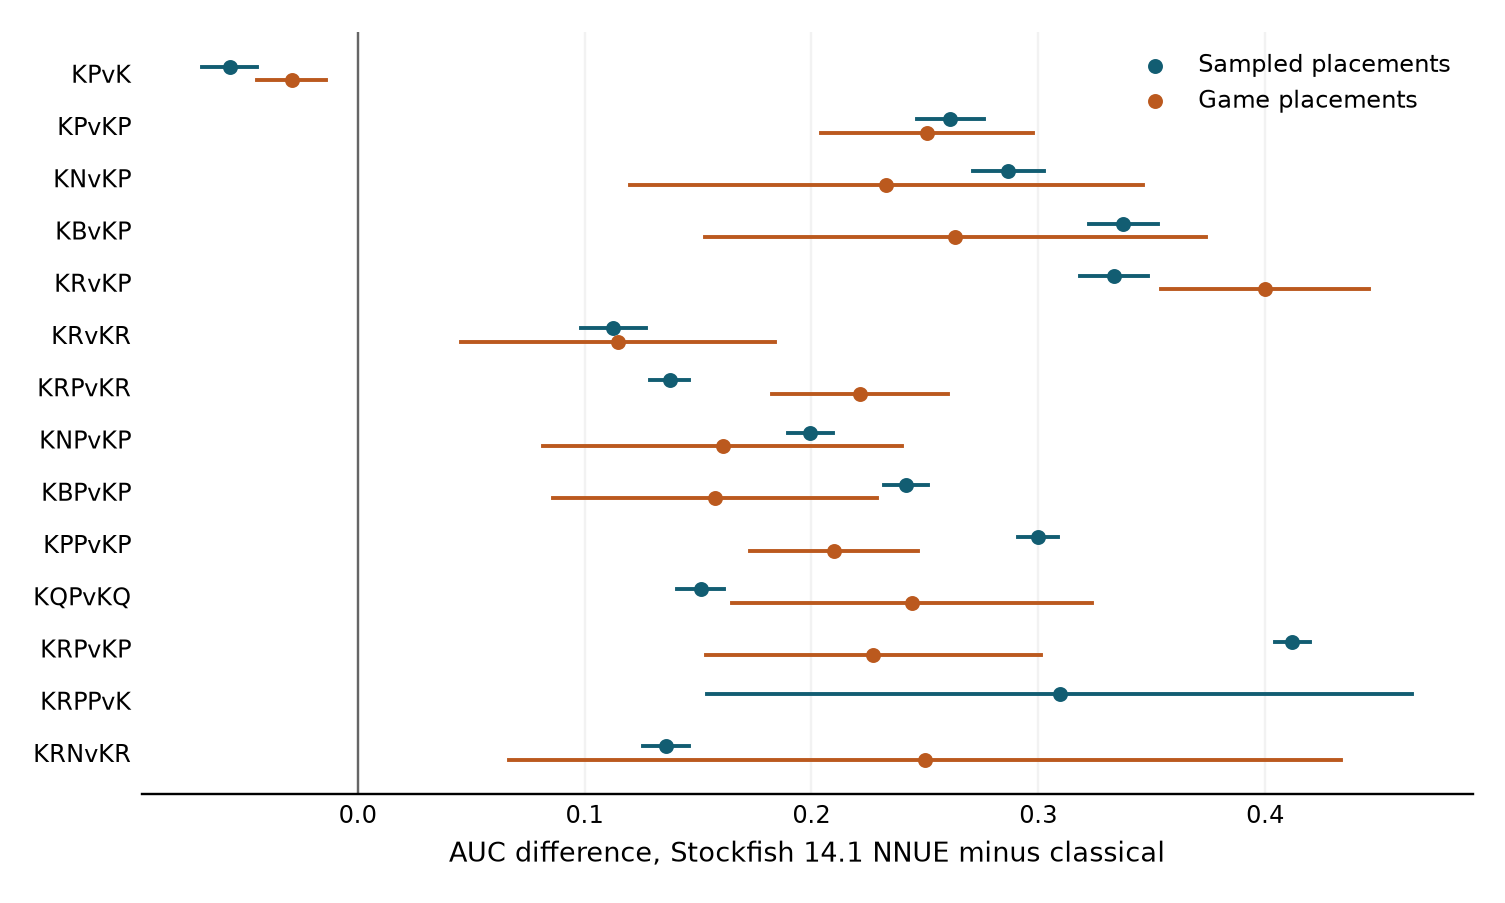 Sampled placements
Game placements
KPvK
KPvKP
KNvKP
KBvKP
KRvKP
KRvKR
KRPvKR
KNPvKP
KBPvKP
KPPvKP
KQPvKQ
KRPvKP
KRPPvK
KRNvKR
0.0 0.1 0.2 0.3 0.4
AUC difference, Stockfish 14.1 NNUE minus classical